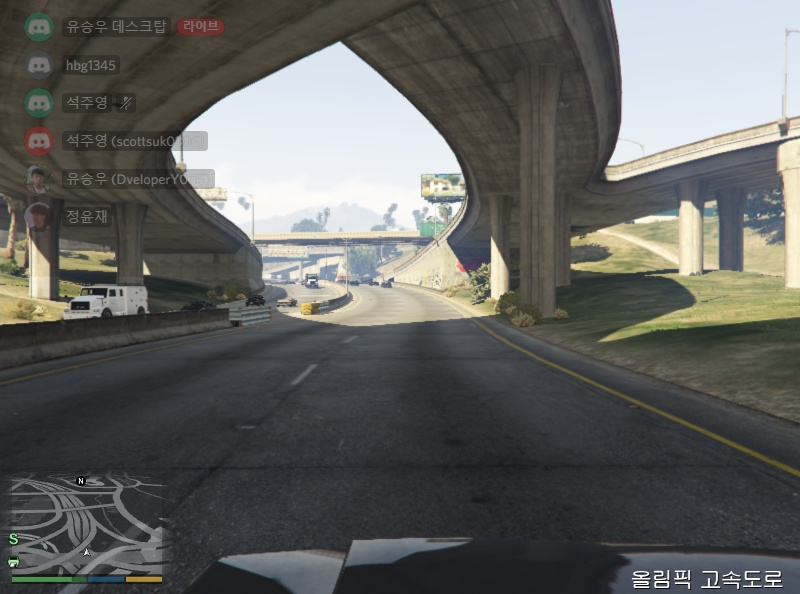 유승우 데스크탑 라이브
hbg1345
석주영
석주영 (scottsuk0
유승우 (DveloperY0
정윤재
N
S
올림픽 고속도로